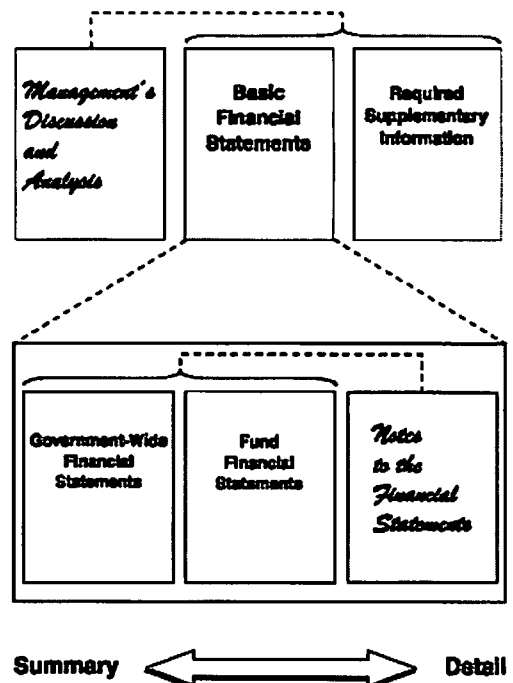 Management's
Discussion
and
Analysis
Basic
Financial
Statements
Required
Supplementary
Information
Government-Wide
Financial
Statements
Fund
Financial
Statements
Notes
to the
Financial
Statements
Summary
Detail